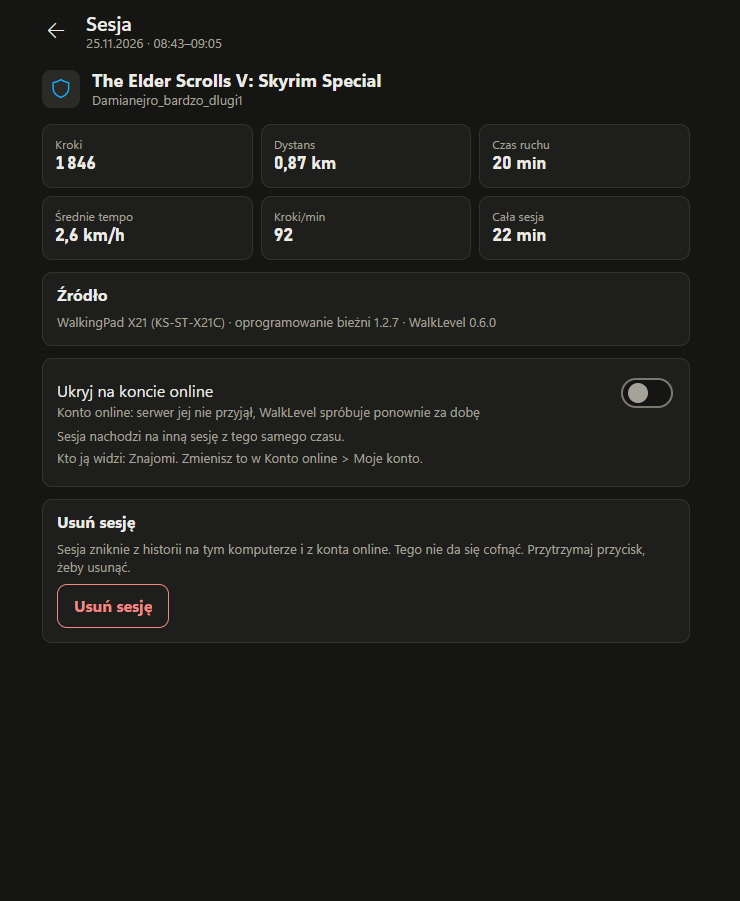 Sesja
25.11.2026 · 08:43–09:05
The Elder Scrolls V: Skyrim Special
Damianejro_bardzo_dlugi1
Kroki
1 846
Dystans
0,87 km
Czas ruchu
20 min
Średnie tempo
2,6 km/h
Kroki/min
92
Cała sesja
22 min
Źródło
WalkingPad X21 (KS-ST-X21C) · oprogramowanie bieżni 1.2.7 · WalkLevel 0.6.0
Ukryj na koncie online
Konto online: serwer jej nie przyjął, WalkLevel spróbuje ponownie za dobę
Sesja nachodzi na inną sesję z tego samego czasu.
Kto ją widzi: Znajomi. Zmienisz to w Konto online > Moje konto.
Usuń sesję
Sesja zniknie z historii na tym komputerze i z konta online. Tego nie da się cofnąć. Przytrzymaj przycisk,
żeby usunąć.
Usuń sesję